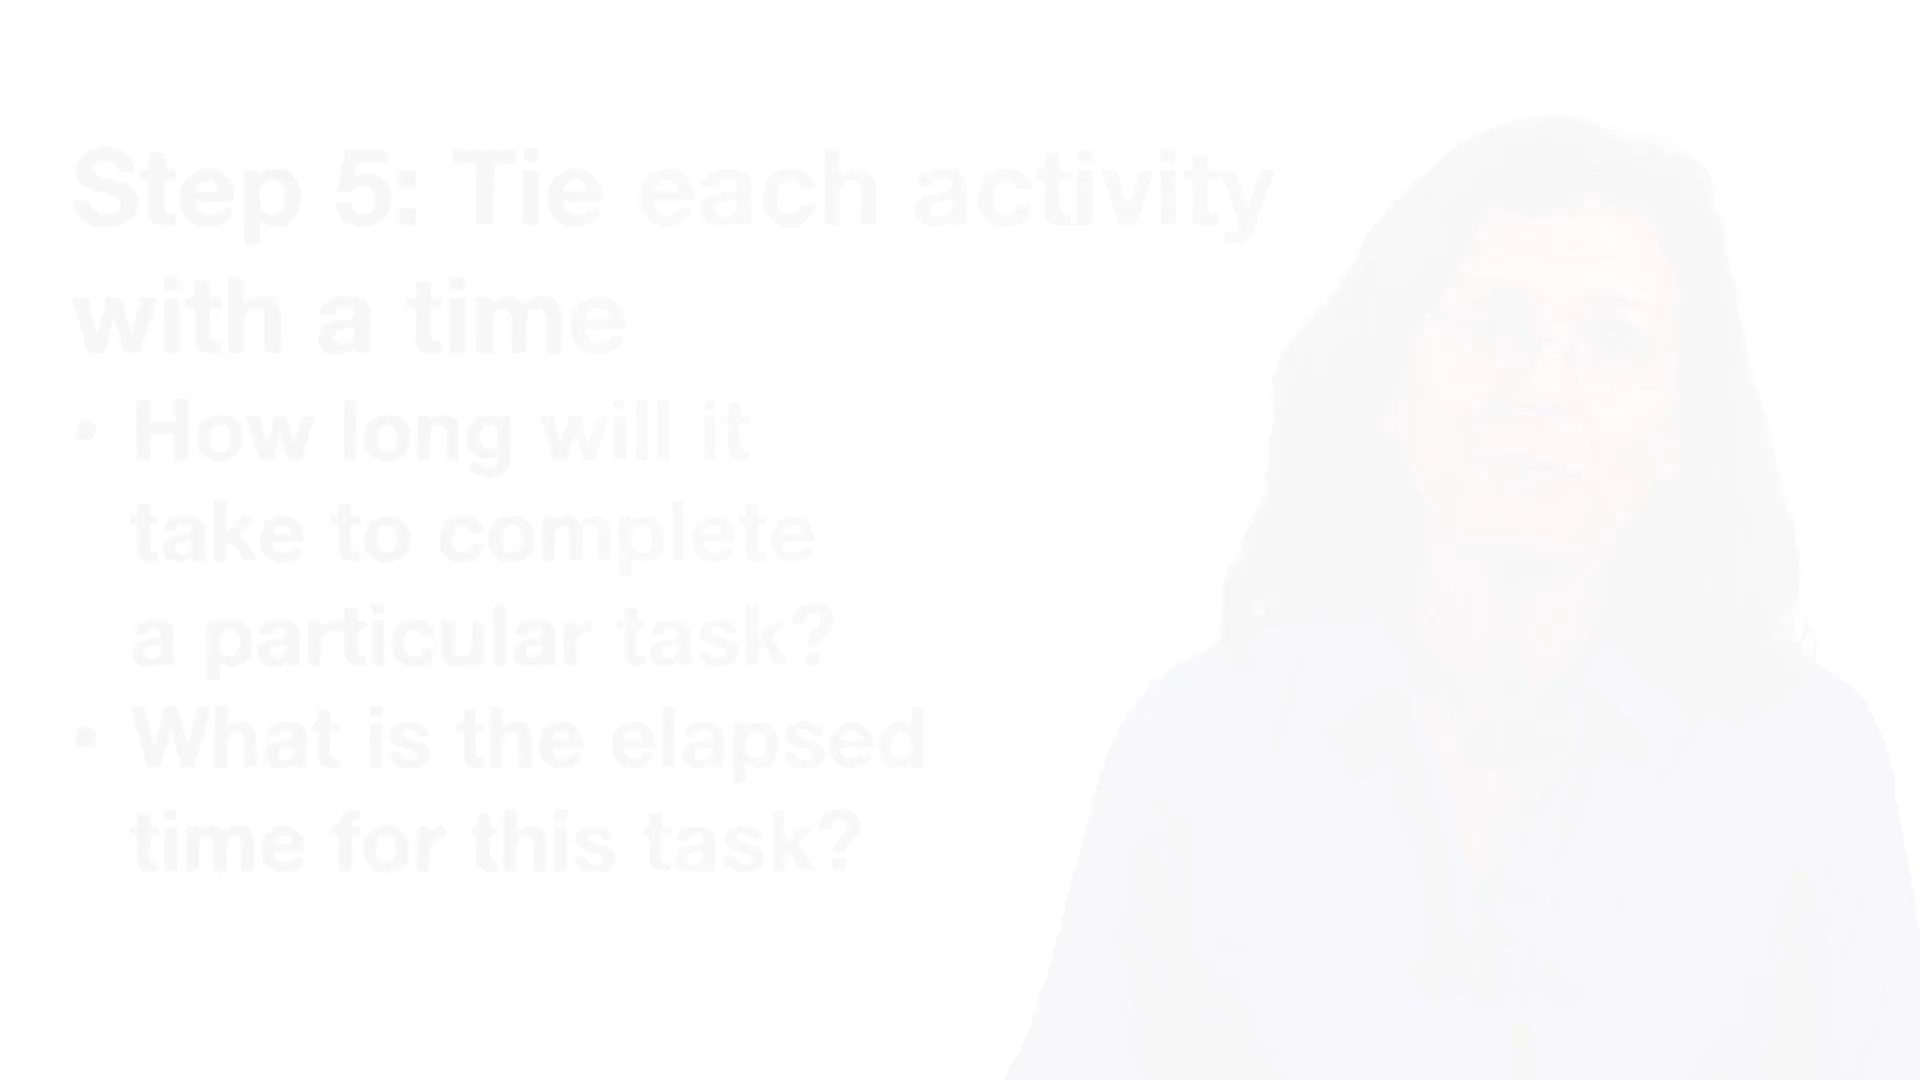 Step 5: Tie each activity
with a time
• How long will it
take to complete
a particular task?
• What is the elapsed
time for this task?